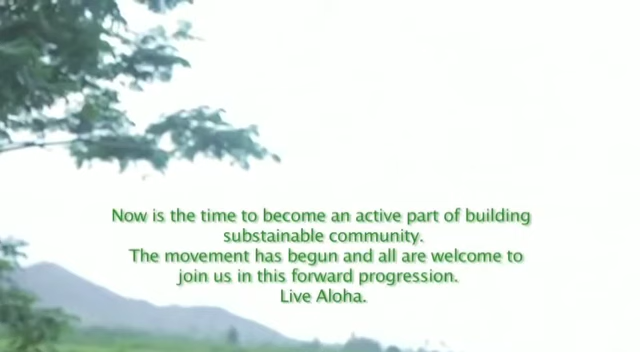 Now is the time to become an active part of building
substainable community.
The movement has begun and all are welcome to
join us in this forward progression.
Live Aloha.